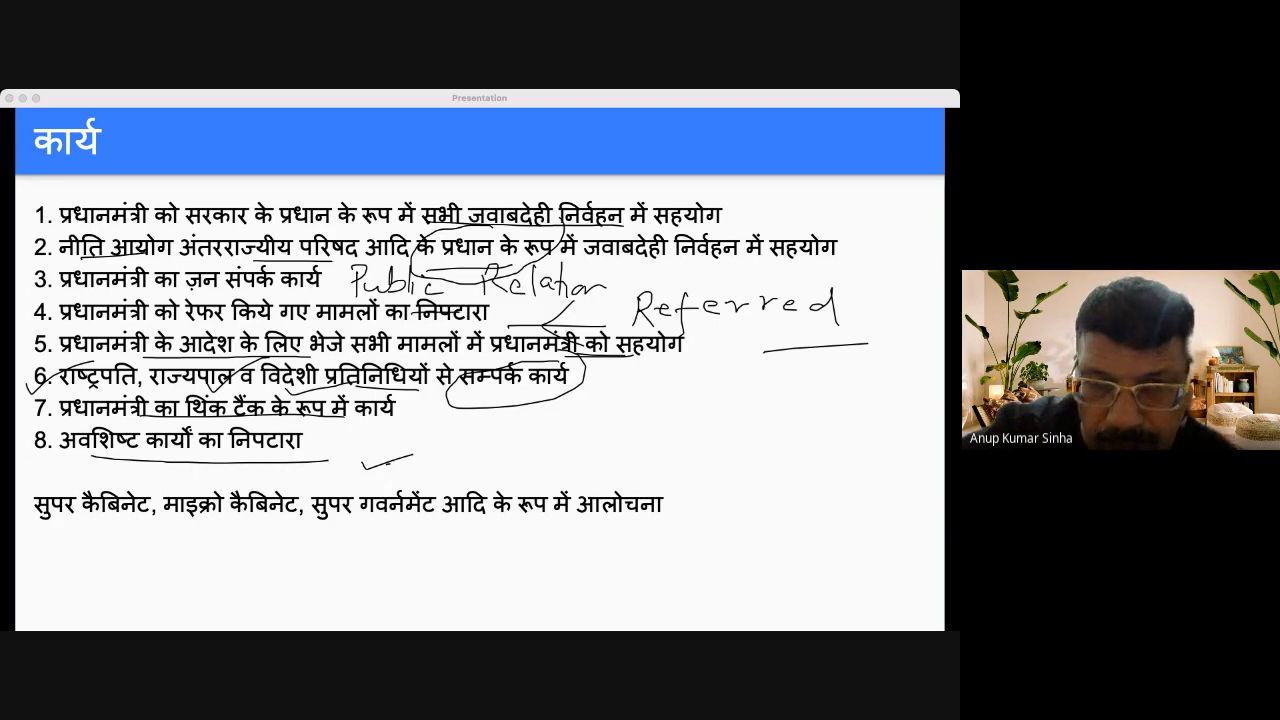 Presentation
कार्य
1. प्रधानमंत्री को सरकार के प्रधान के रूप में सभी जवाबदेही निर्वहन में सहयोग
2. नीति आयोग अंतरराज्यीय परिषद आदि के प्रधान के रूप में जवाबदेही निर्वहन में सहयोग
3. प्रधानमंत्री का ज़न संपर्क कार्य Public Relation
4. प्रधानमंत्री को रेफर किये गए मामलों का निपटारा Referred
5. प्रधानमंत्री के आदेश के लिए भेजे सभी मामलों में प्रधानमंत्री को सहयोग
6. राष्ट्रपति, राज्यपाल व विदेशी प्रतिनिधियों से सम्पर्क कार्य
7. प्रधानमंत्री का थिंक टैंक के रूप में कार्य
8. अवशिष्ट कार्यों का निपटारा
सुपर कैबिनेट, माइक्रो कैबिनेट, सुपर गवर्नमेंट आदि के रूप में आलोचना
Anup Kumar Sinha